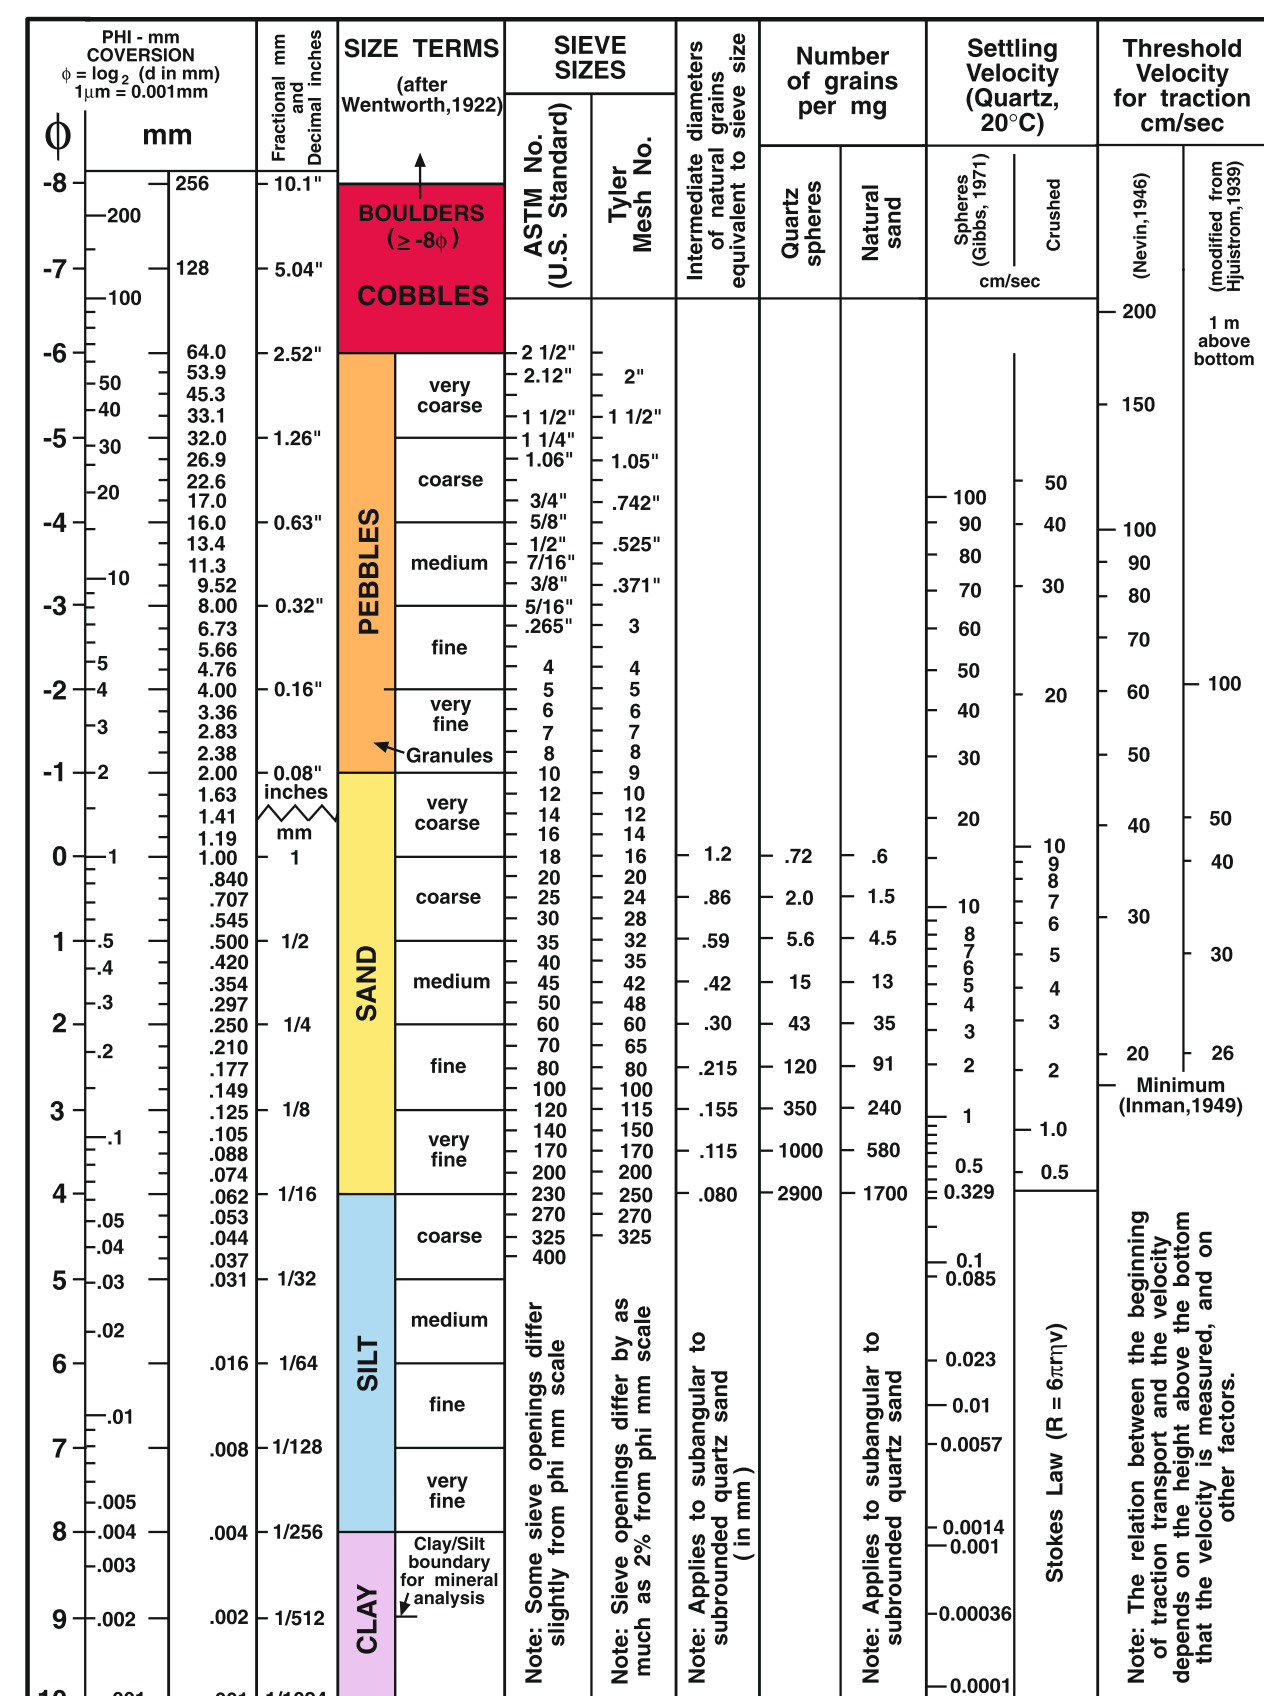 PHI - mm
COVERSION
ϕ = log2 (d in mm)
1μm = 0.001mm
ϕ
mm
Fractional mm
and
Decimal inches
SIZE TERMS
(after
Wentworth,1922)
SIEVE
SIZES
ASTM No.
(U.S. Standard)
Tyler
Mesh No.
Intermediate diameters
of natural grains
equivalent to sieve size
Number
of grains
per mg
Quartz
spheres
Natural
sand
Settling
Velocity
(Quartz,
20°C)
Spheres
(Gibbs, 1971)
Crushed
cm/sec
Threshold
Velocity
for traction
cm/sec
(Nevin,1946)
(modified from
Hjuistrom,1939)
1 m
above
bottom
-8
-7
-6
-5
-4
-3
-2
-1
0
1
2
3
4
5
6
7
8
9
10
200
100
50
40
30
20
10
5
4
3
2
1
.5
.4
.3
.2
.1
.05
.04
.03
.02
.01
.005
.004
.003
.002
.001
256
128
64.0
53.9
45.3
33.1
32.0
26.9
22.6
17.0
16.0
13.4
11.3
9.52
8.00
6.73
5.66
4.76
4.00
3.36
2.83
2.38
2.00
1.63
1.41
1.19
1.00
.840
.707
.545
.500
.420
.354
.297
.250
.210
.177
.149
.125
.105
.088
.074
.062
.053
.044
.037
.031
.016
.008
.004
.002
.001
10.1"
5.04"
2.52"
1.26"
0.63"
0.32"
0.16"
0.08"
inches
mm
1
1/2
1/4
1/8
1/16
1/32
1/64
1/128
1/256
1/512
1/1024
BOULDERS
(≥ -8ϕ)
COBBLES
PEBBLES
SAND
SILT
CLAY
very
coarse
coarse
medium
fine
very
fine
Granules
very
coarse
coarse
medium
fine
very
fine
coarse
medium
fine
very
fine
Clay/Silt
boundary
for mineral
analysis
2 1/2"
2.12"
1 1/2"
1 1/4"
1.06"
3/4"
5/8"
1/2"
7/16"
3/8"
5/16"
.265"
4
5
6
7
8
10
12
14
16
18
20
25
30
35
40
45
50
60
70
80
100
120
140
170
200
230
270
325
400
Note: Some sieve openings differ
slightly from phi mm scale
2"
1 1/2"
1.05"
.742"
.525"
.371"
3
4
5
6
7
8
9
10
12
14
16
20
24
28
32
35
42
48
60
65
80
100
115
150
170
200
250
270
325
Note: Sieve openings differ by as
much as 2% from phi mm scale
1.2
.86
.59
.42
.30
.215
.155
.115
.080
Note: Applies to subangular to
subrounded quartz sand
( in mm )
.72
2.0
5.6
15
43
120
350
1000
2900
.6
1.5
4.5
13
35
91
240
580
1700
Note: Applies to subangular to
subrounded quartz sand
100
90
80
70
60
50
40
30
20
10
8
7
6
5
4
3
2
1
0.5
0.329
0.1
0.085
0.023
0.01
0.0057
0.0014
0.001
0.00036
0.0001
50
40
30
20
10
9
8
7
6
5
4
3
2
1.0
0.5
Stokes Law (R = 6πrηv)
200
150
100
90
80
70
60
50
40
30
20
Minimum
(Inman,1949)
100
50
40
30
26
Note: The relation between the beginning
of traction transport and the velocity
depends on the height above the bottom
that the velocity is measured, and on
other factors.